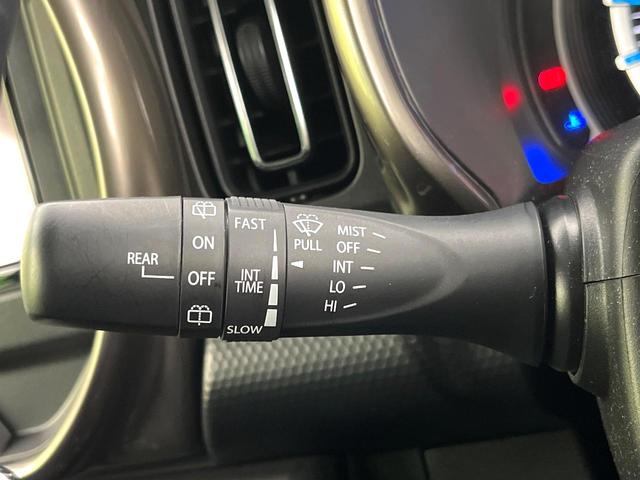 REAR
ON
OFF
FAST
INT
TIME
SLOW
PULL
MIST
OFF
INT
LO
HI